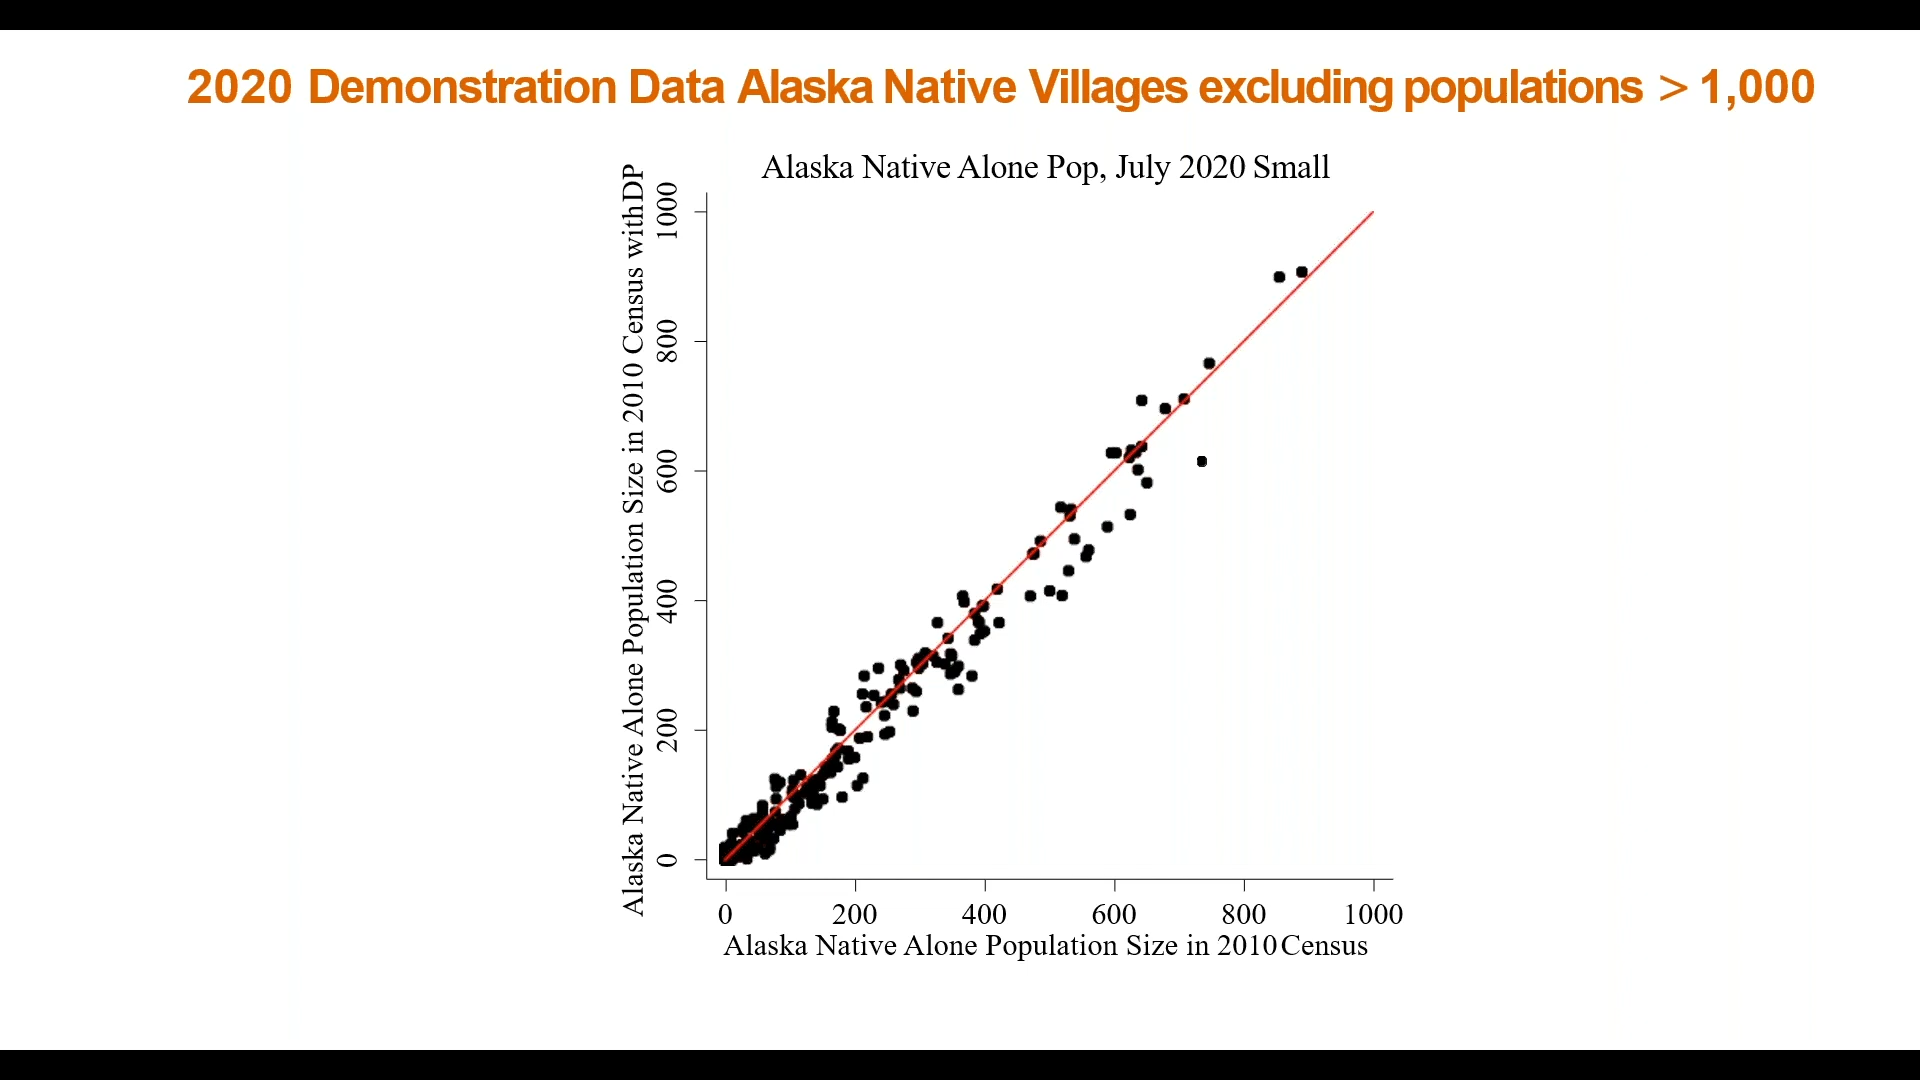 2020 Demonstration Data Alaska Native Villages excluding populations > 1,000
Alaska Native Alone Pop, July 2020 Small
Alaska Native Alone Population Size in 2010 Census with DP
1000
800
600
400
200
0
0 200 400 600 800 1000
Alaska Native Alone Population Size in 2010 Census